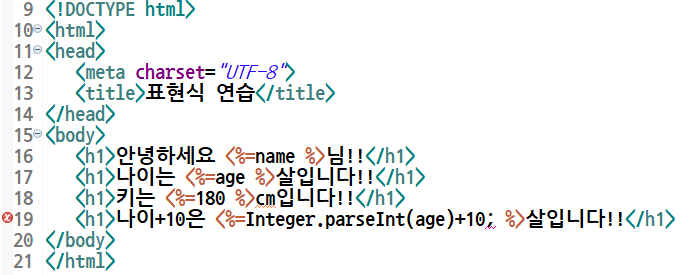 9 <!DOCTYPE html>
10 <html>
11 <head>
12 <meta charset="UTF-8">
13 <title>표현식 연습</title>
14 </head>
15 <body>
16 <h1>안녕하세요 <%=name %>님!!</h1>
17 <h1>나이는 <%=age %>살입니다!!</h1>
18 <h1>키는 <%=180 %>cm입니다!!</h1>
19 <h1>나이+10은 <%=Integer.parseInt(age)+10; %>살입니다!!</h1>
20 </body>
21 </html>